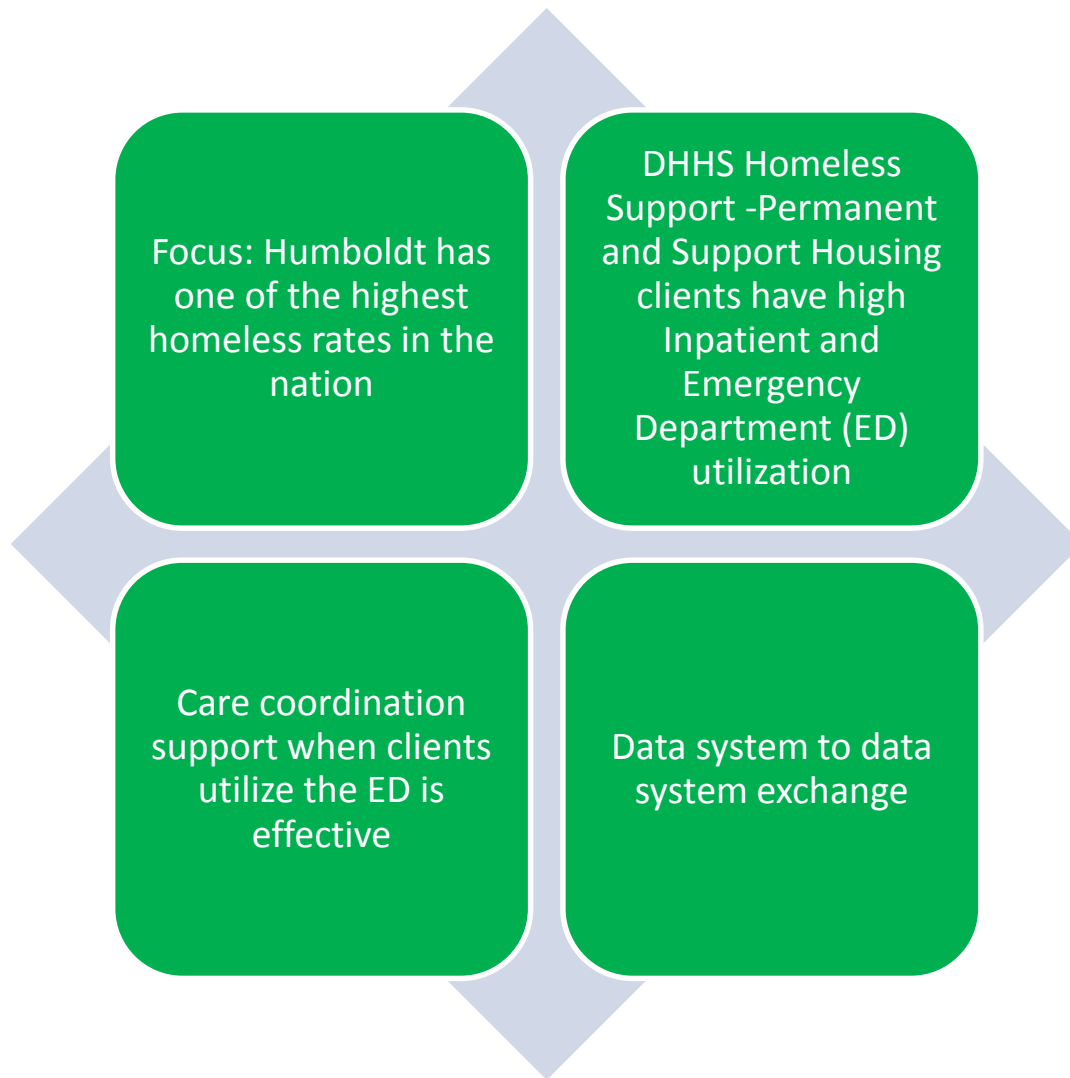 Focus: Humboldt has
one of the highest
homeless rates in the
nation
DHHS Homeless
Support -Permanent
and Support Housing
clients have high
Inpatient and
Emergency
Department (ED)
utilization
Care coordination
support when clients
utilize the ED is
effective
Data system to data
system exchange